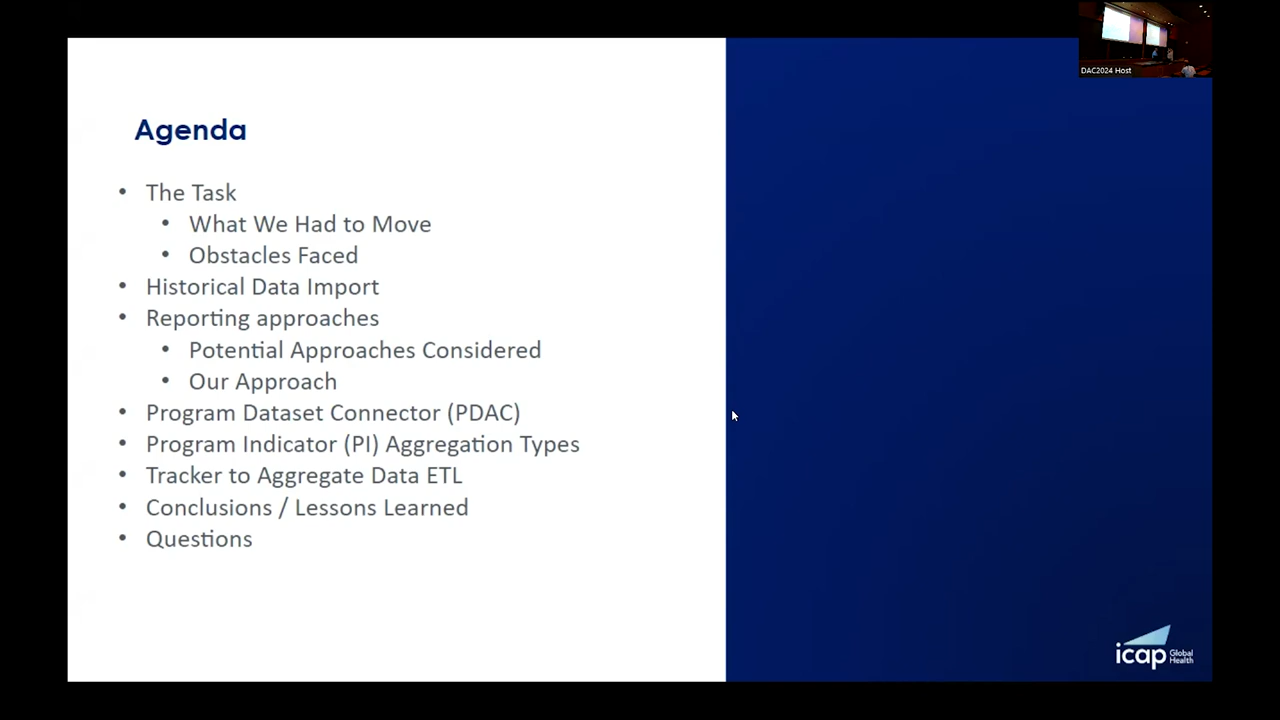 DAC2024 Host
Agenda
• The Task
• What We Had to Move
• Obstacles Faced
• Historical Data Import
• Reporting approaches
• Potential Approaches Considered
• Our Approach
• Program Dataset Connector (PDAC)
• Program Indicator (PI) Aggregation Types
• Tracker to Aggregate Data ETL
• Conclusions / Lessons Learned
• Questions
icap Global Health